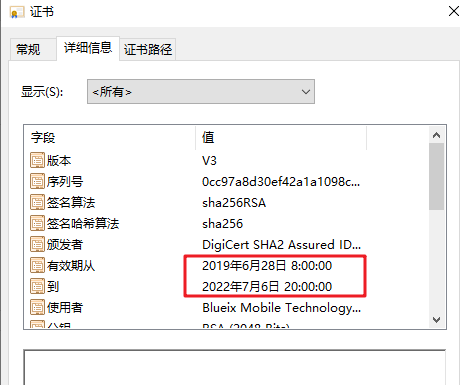 证书
常规 详细信息 证书路径
显示(S): <所有>
字段 值
版本 V3
序列号 0cc97a8d30ef42a1a1098c...
签名算法 sha256RSA
签名哈希算法 sha256
颁发者 DigiCert SHA2 Assured ID...
有效期从 2019年6月28日 8:00:00
到 2022年7月6日 20:00:00
使用者 Blueix Mobile Technology...
公钥 RSA (2048 Bits)